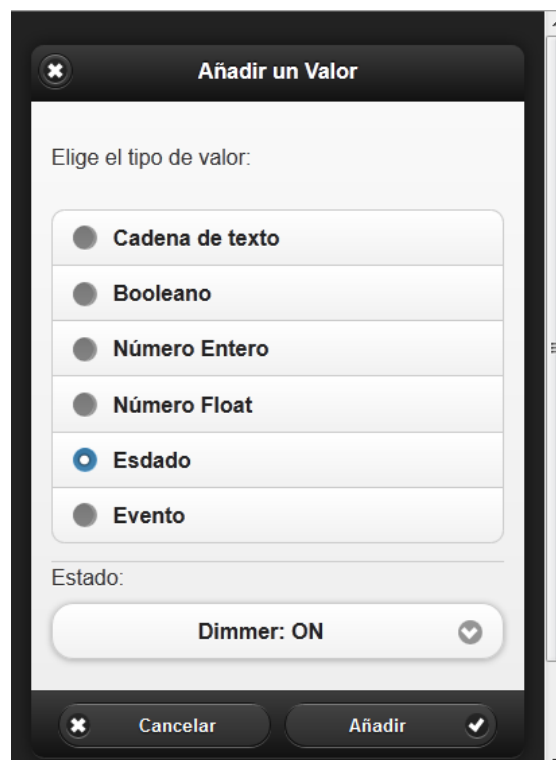 Añadir un Valor
Elige el tipo de valor:
Cadena de texto
Booleano
Número Entero
Número Float
Esdado
Evento
Estado:
Dimmer: ON
Cancelar
Añadir